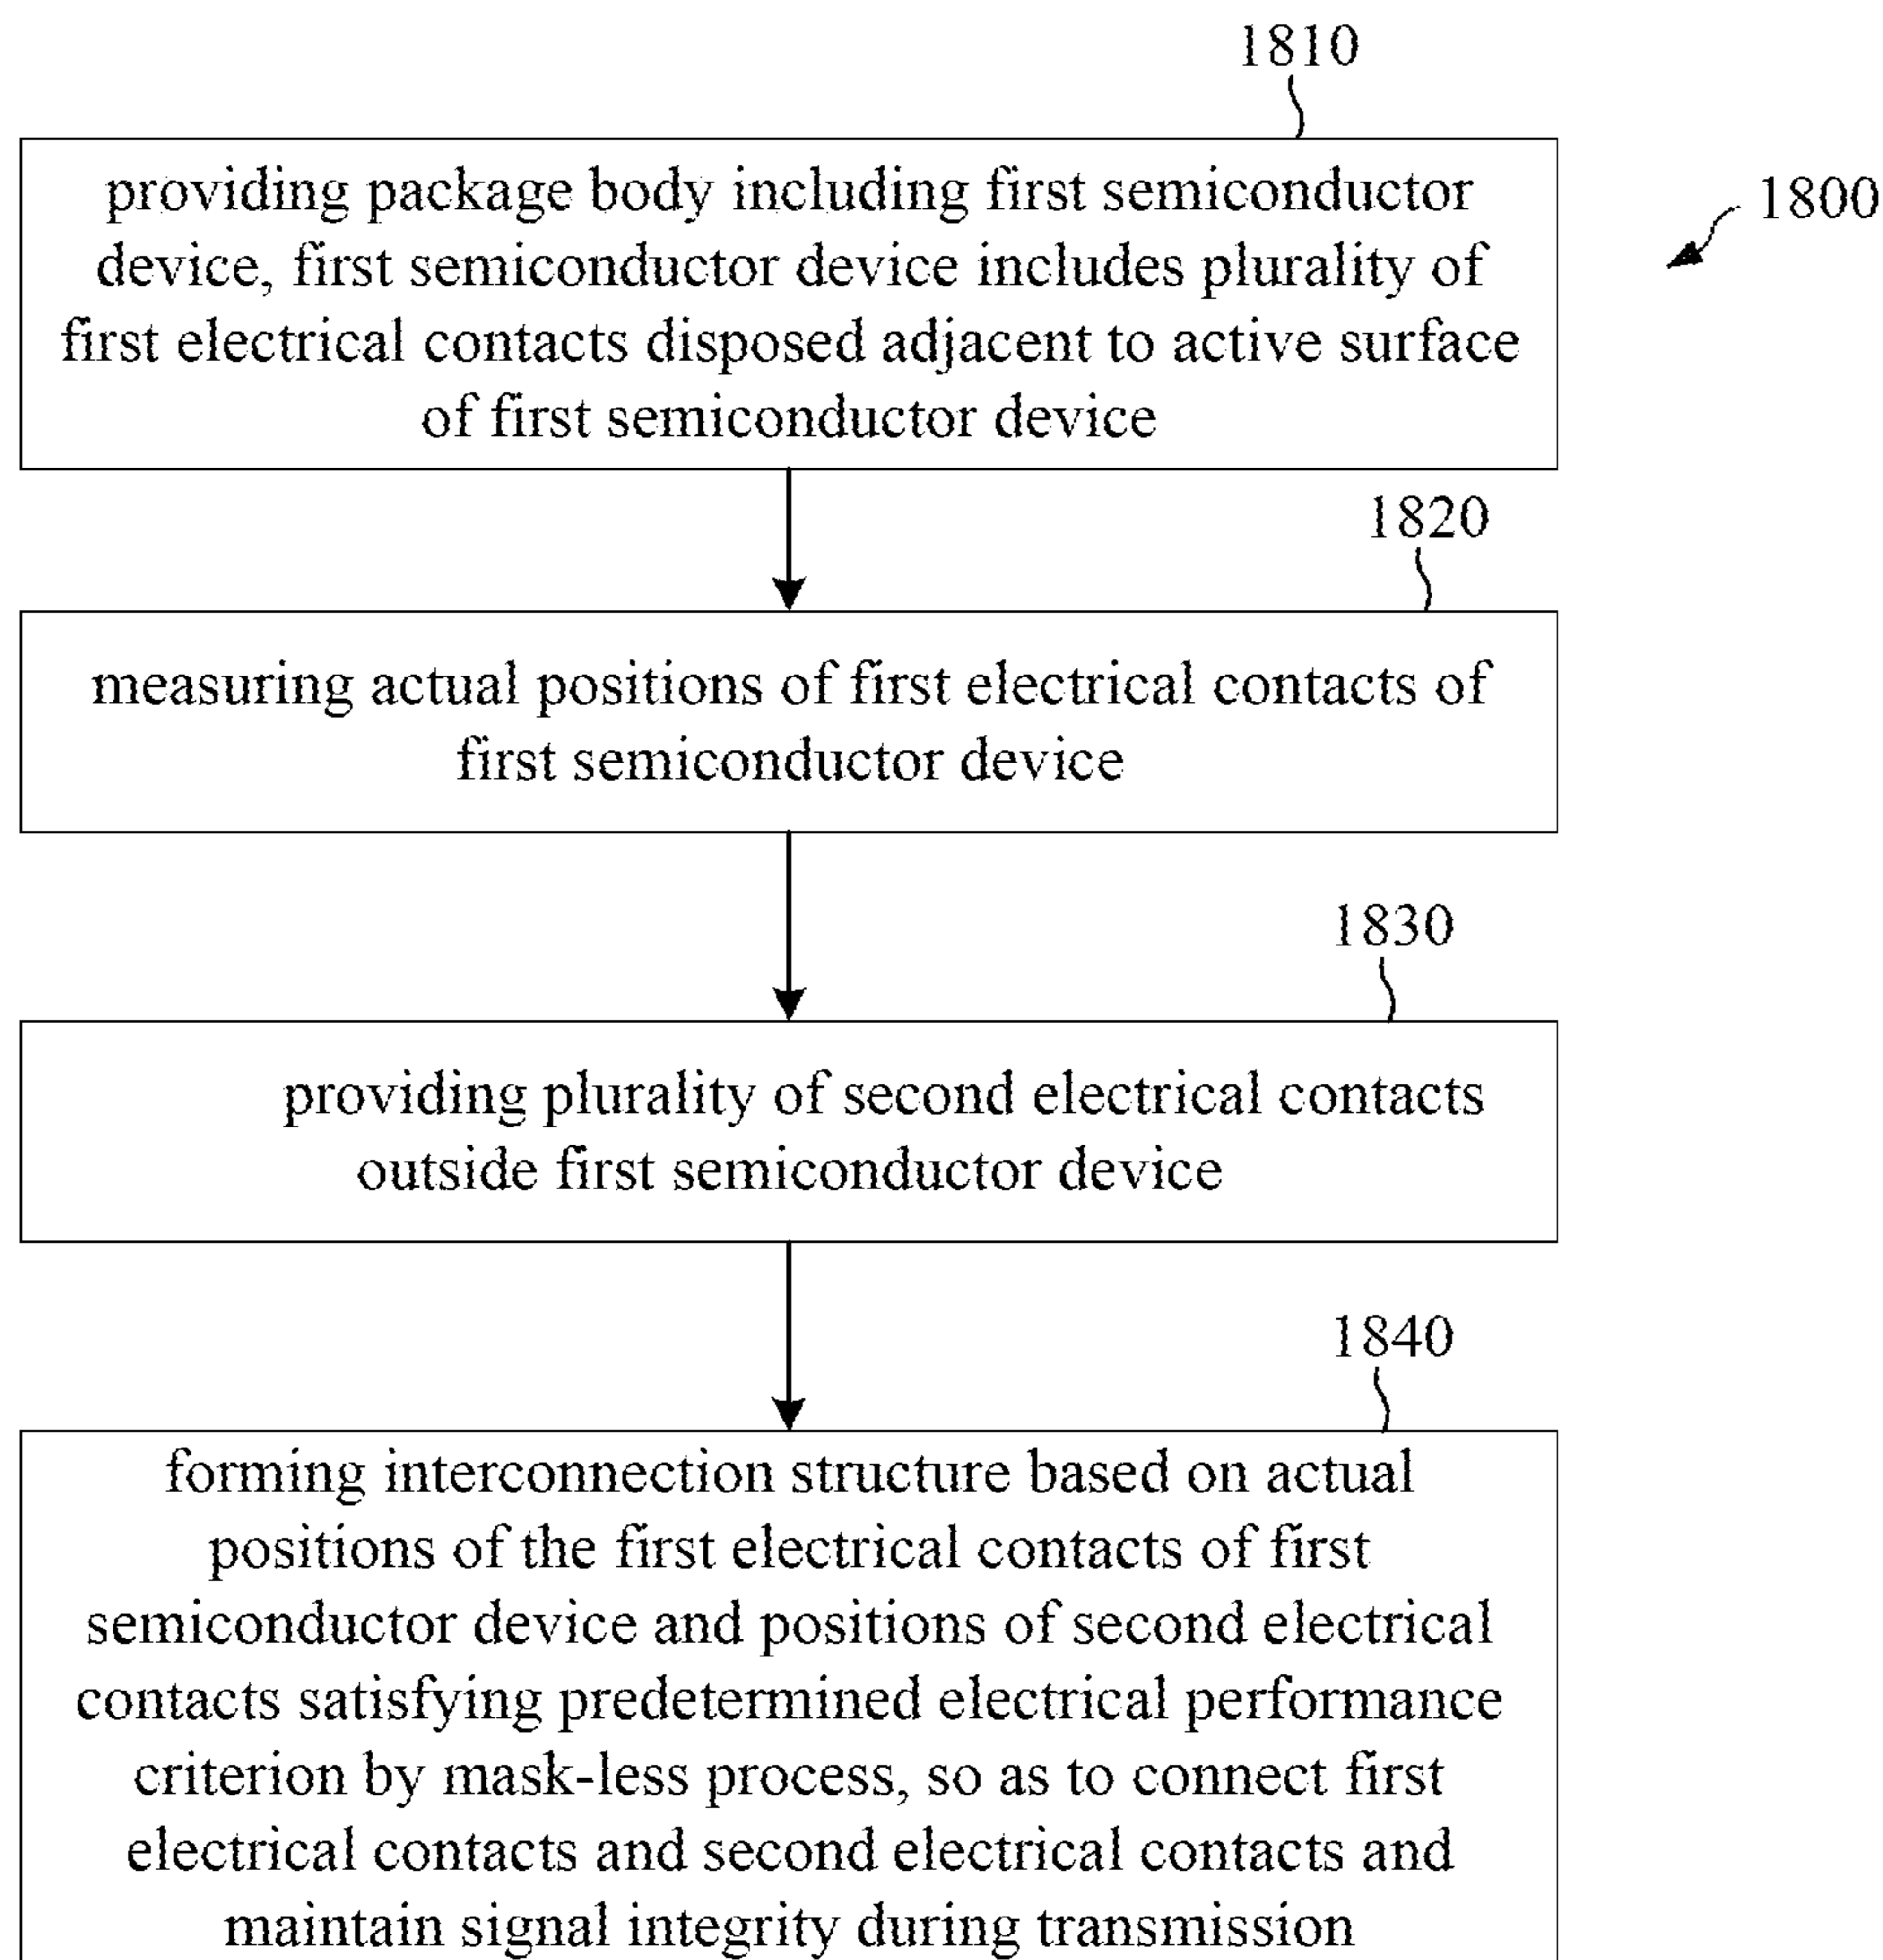 1810
1800
providing package body including first semiconductor
device, first semiconductor device includes plurality of
first electrical contacts disposed adjacent to active surface
of first semiconductor device
1820
measuring actual positions of first electrical contacts of
first semiconductor device
1830
providing plurality of second electrical contacts
outside first semiconductor device
1840
forming interconnection structure based on actual
positions of the first electrical contacts of first
semiconductor device and positions of second electrical
contacts satisfying predetermined electrical performance
criterion by mask-less process, so as to connect first
electrical contacts and second electrical contacts and
maintain signal integrity during transmission